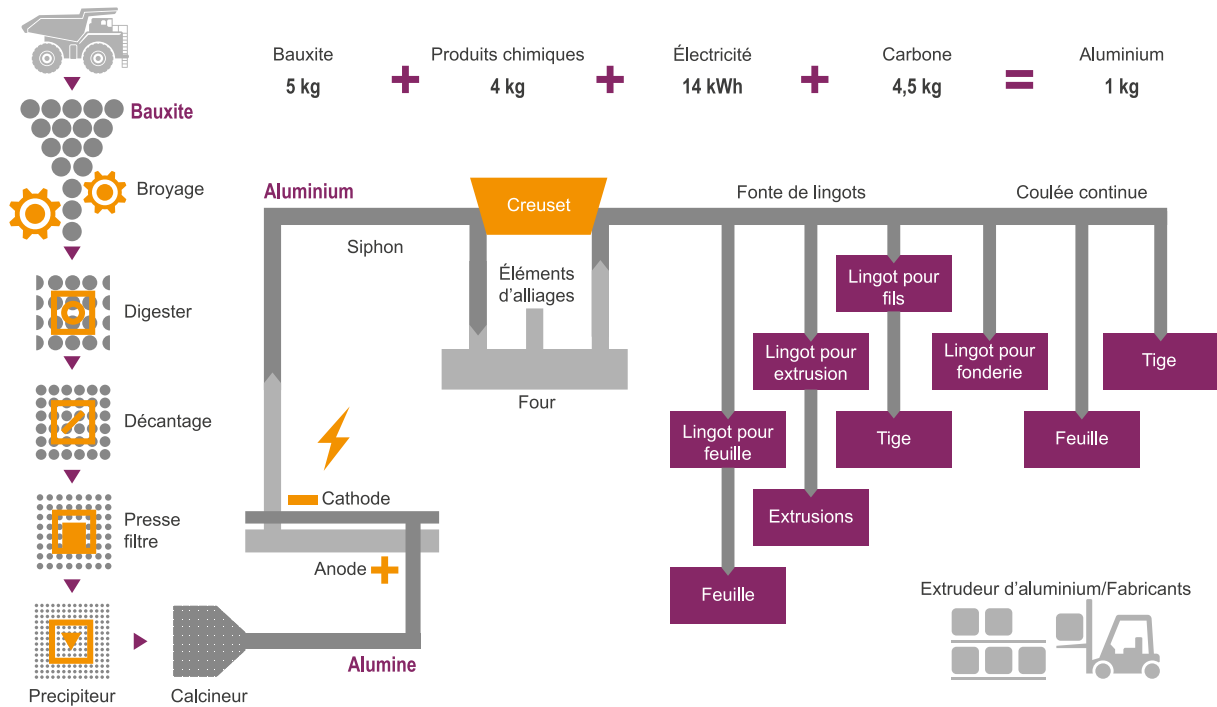 Bauxite
5 kg
+
Produits chimiques
4 kg
+
Électricité
14 kWh
+
Carbone
4,5 kg
=
Aluminium
1 kg
Bauxite
Broyage
Digester
Décantage
Presse
filtre
Precipiteur
Calcineur
Alumine
Anode
Cathode
Aluminium
Siphon
Creuset
Éléments
d’alliages
Four
Fonte de lingots
Coulée continue
Lingot pour
feuille
Feuille
Lingot pour
extrusion
Extrusions
Lingot pour
fils
Tige
Lingot pour
fonderie
Feuille
Tige
Extrudeur d’aluminium/Fabricants